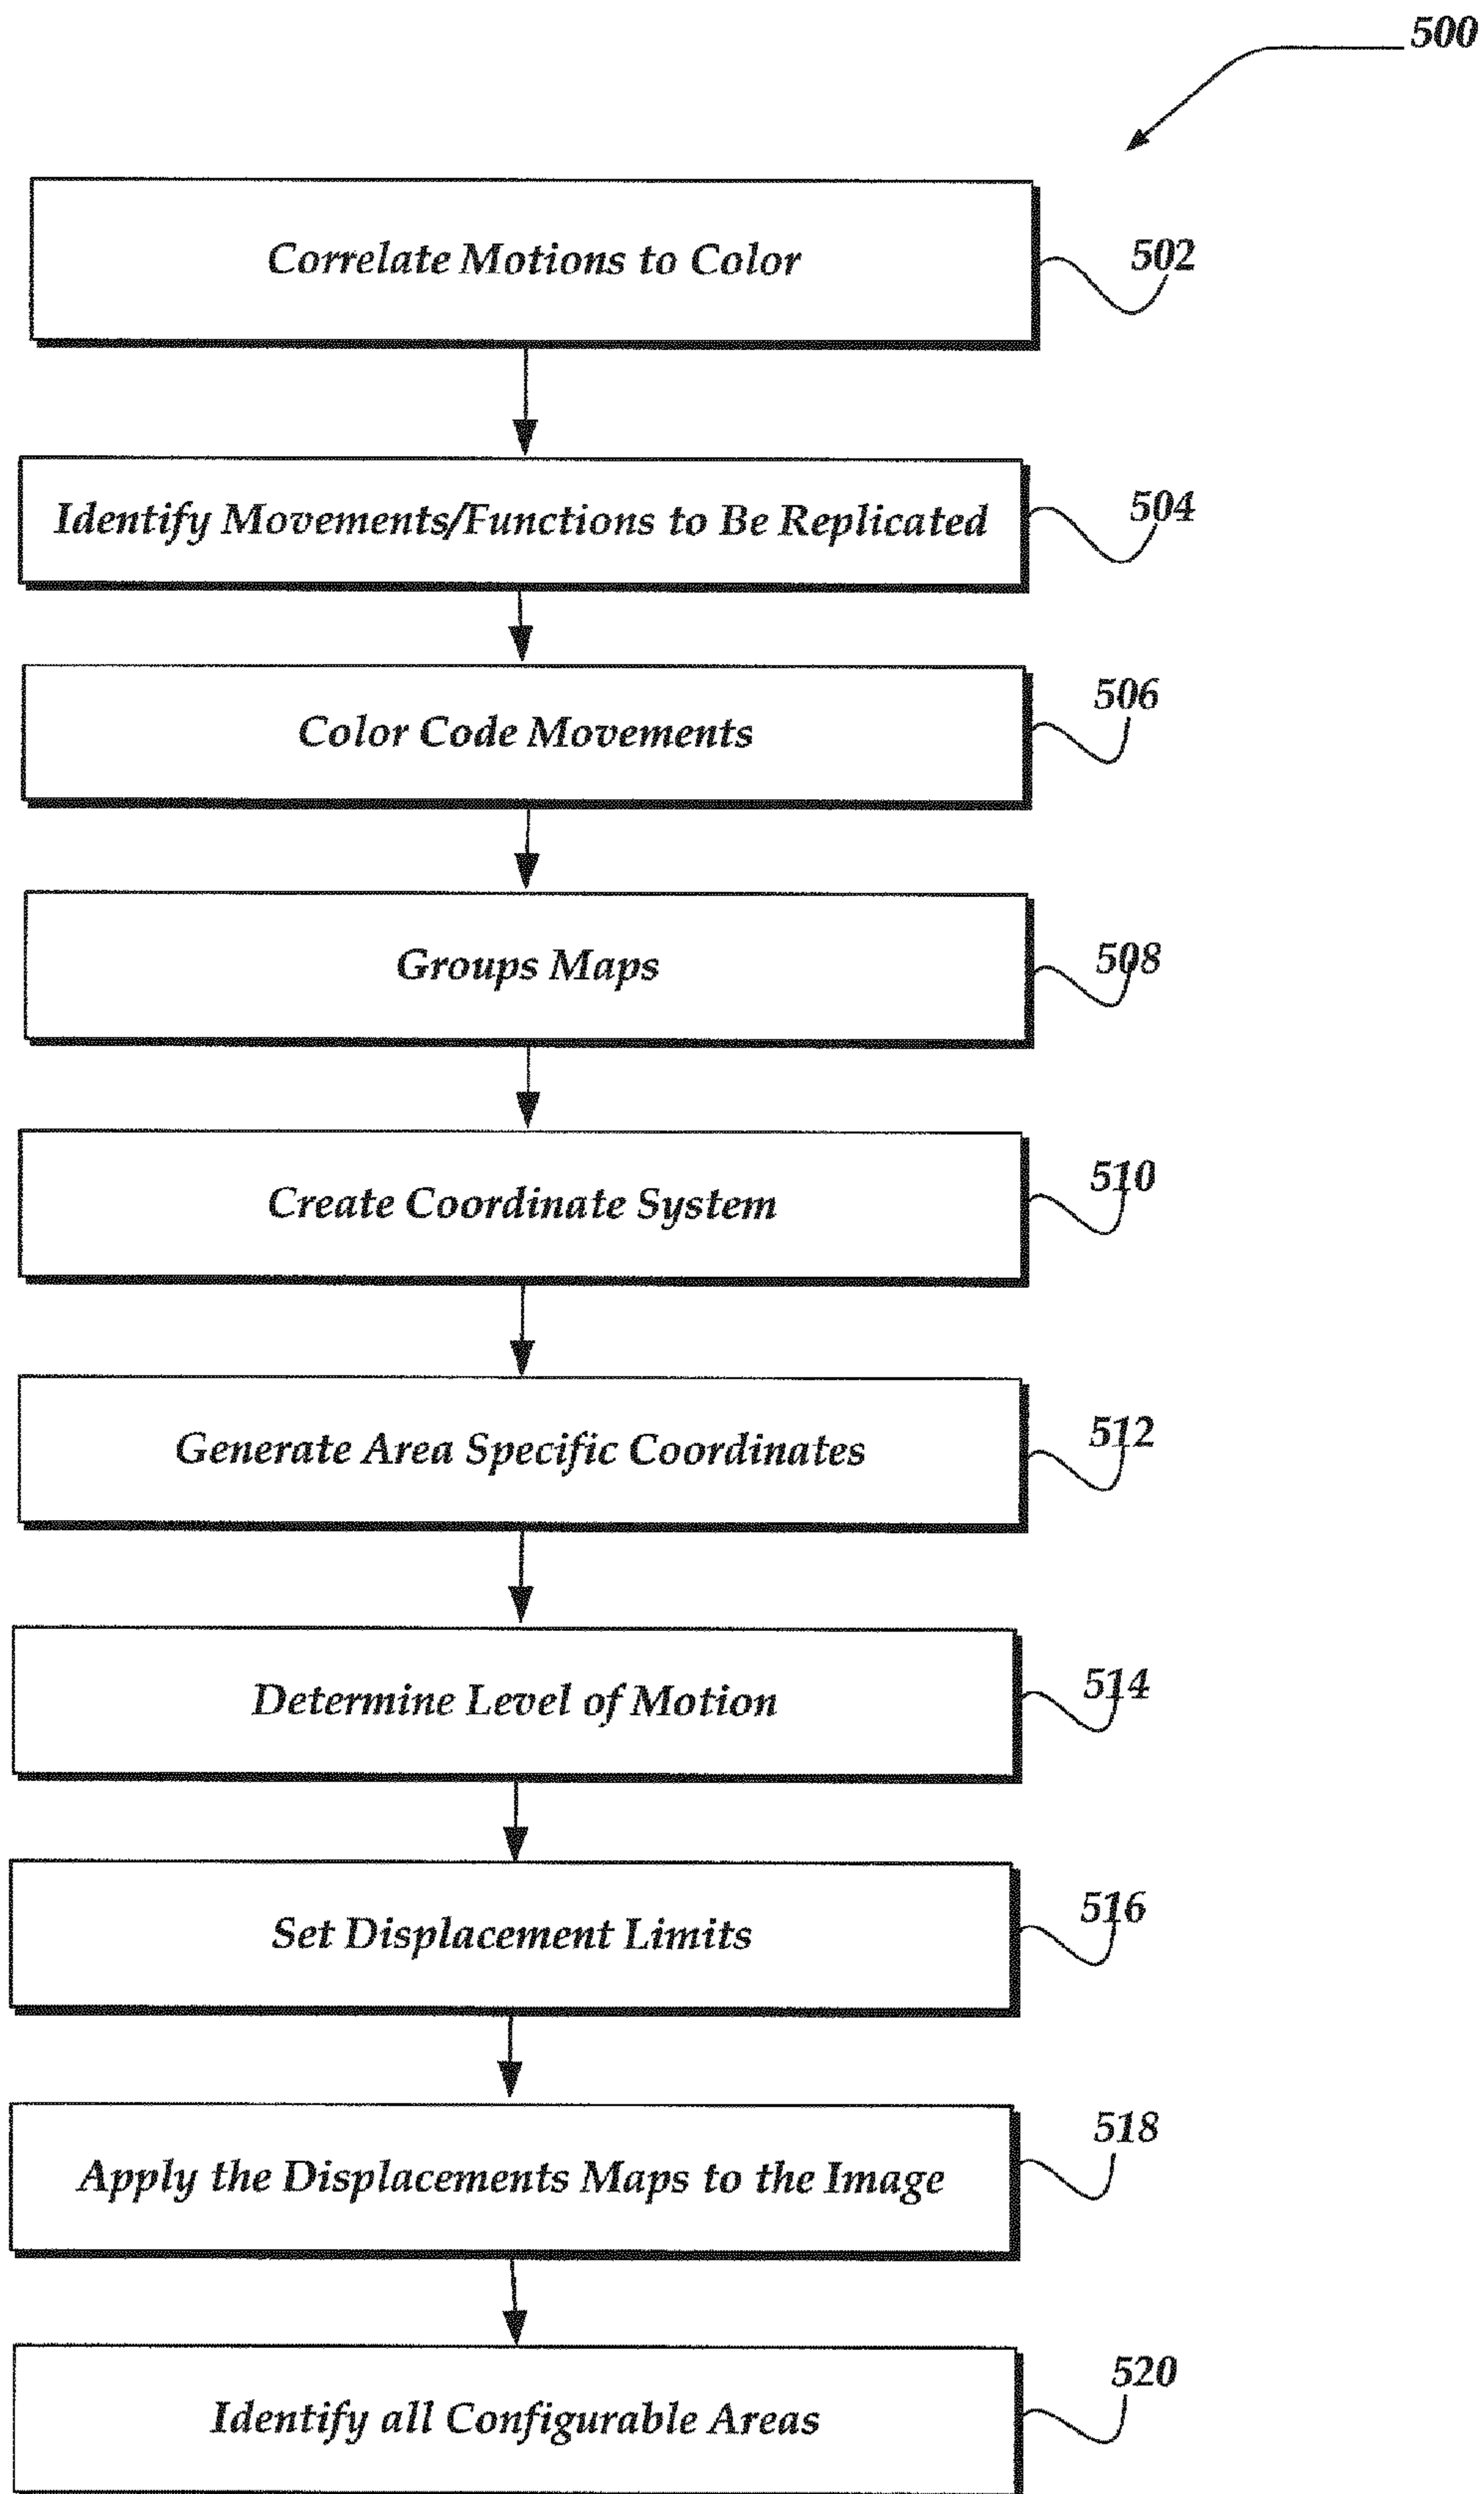 500
Correlate Motions to Color
502
Identify Movements/Functions to Be Replicated
504
Color Code Movements
506
Groups Maps
508
Create Coordinate System
510
Generate Area Specific Coordinates
512
Determine Level of Motion
514
Set Displacement Limits
516
Apply the Displacements Maps to the Image
518
Identify all Configurable Areas
520